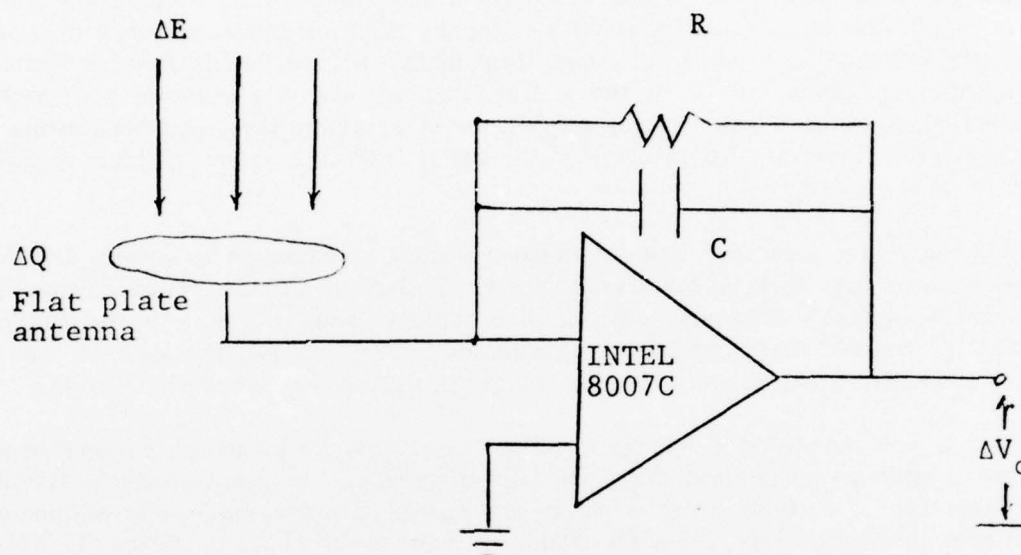 ΔE
R
ΔQ
Flat plate
antenna
C
INTEL
8007C
ΔV